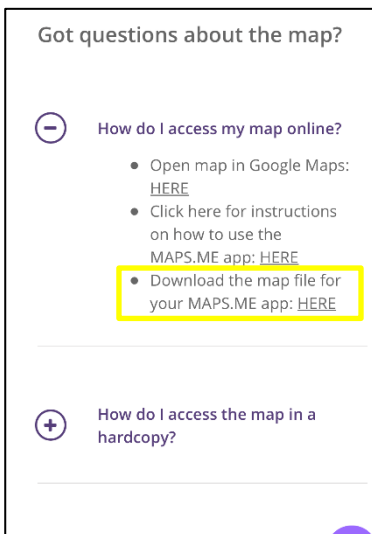 Got questions about the map?
How do I access my map online?
• Open map in Google Maps:
HERE
• Click here for instructions
on how to use the
MAPS.ME app: HERE
• Download the map file for
your MAPS.ME app: HERE
How do I access the map in a
hardcopy?